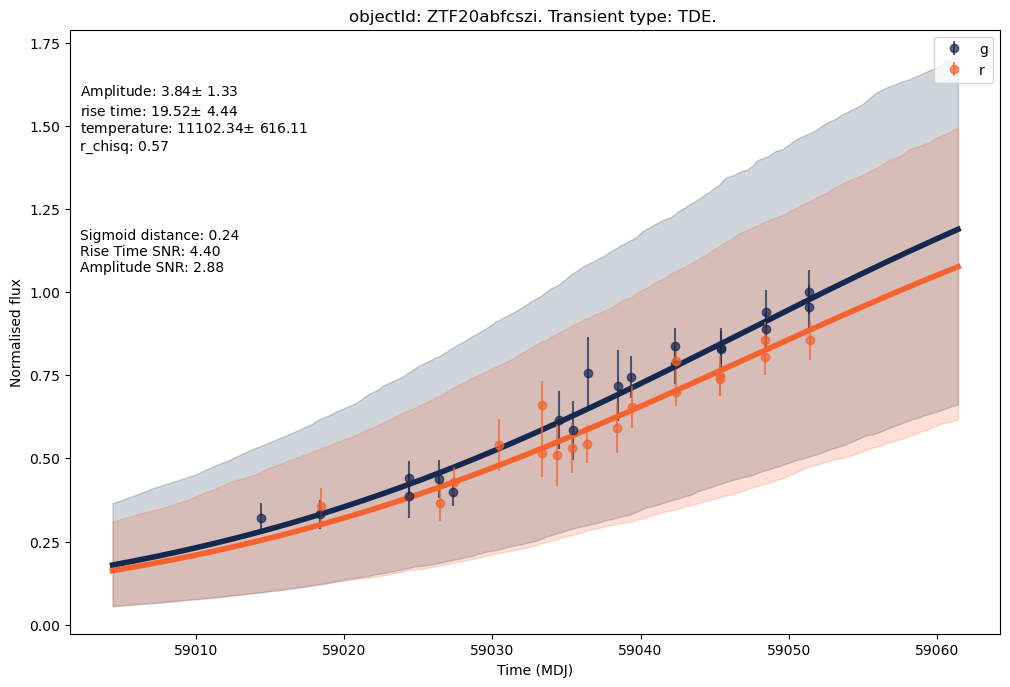 objectId: ZTF20abfcszi. Transient type: TDE.
g
r
Amplitude: 3.84± 1.33
rise time: 19.52± 4.44
temperature: 11102.34± 616.11
r_chisq: 0.57
Sigmoid distance: 0.24
Rise Time SNR: 4.40
Amplitude SNR: 2.88
Normalised flux
1.75
1.50
1.25
1.00
0.75
0.50
0.25
0.00
59010 59020 59030 59040 59050 59060
Time (MDJ)